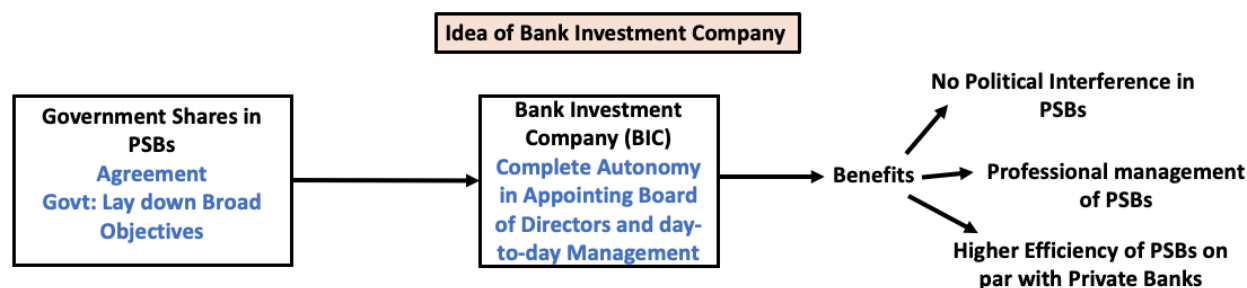 Idea of Bank Investment Company
Government Shares in
PSBs
Agreement
Govt: Lay down Broad
Objectives
Bank Investment
Company (BIC)
Complete Autonomy
in Appointing Board
of Directors and day-
to-day Management
Benefits
No Political Interference in
PSBs
Professional management
of PSBs
Higher Efficiency of PSBs on
par with Private Banks